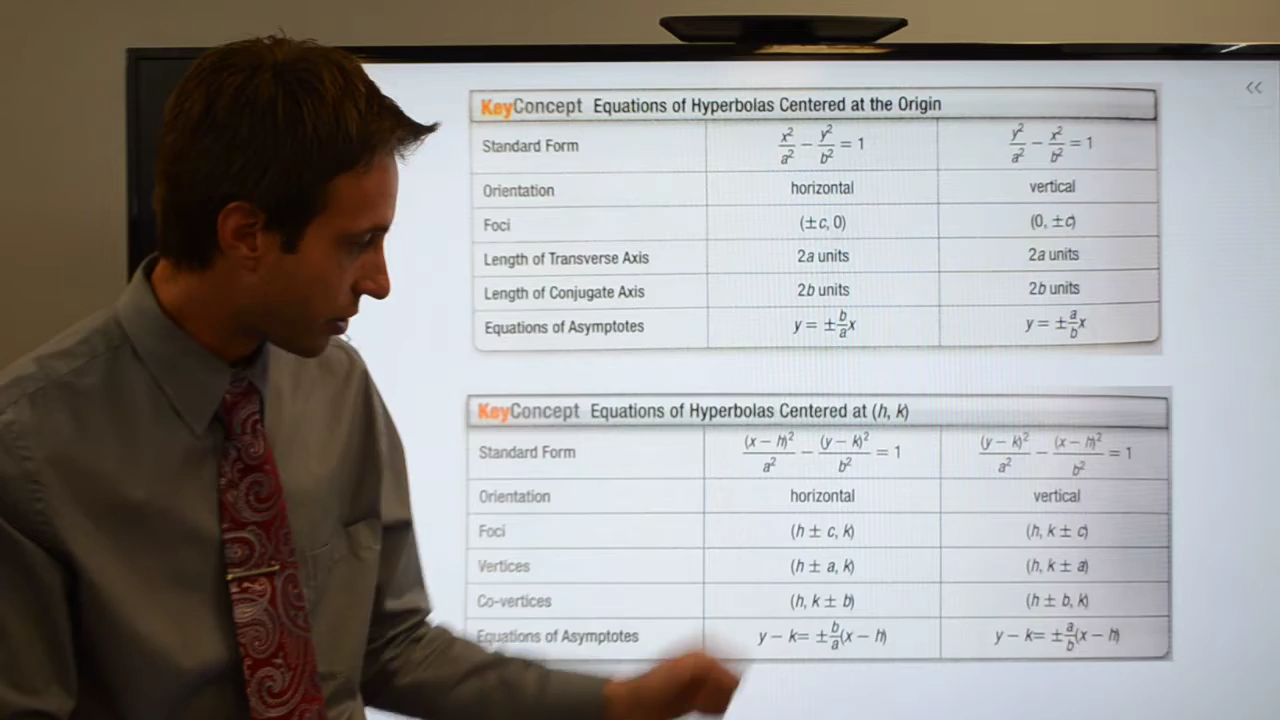 «
KeyConcept Equations of Hyperbolas Centered at the Origin
Standard Form x²/a² − y²/b² = 1 y²/a² − x²/b² = 1
Orientation horizontal vertical
Foci (±c, 0) (0, ±c)
Length of Transverse Axis 2a units 2a units
Length of Conjugate Axis 2b units 2b units
Equations of Asymptotes y = ±b/a x y = ±a/b x
KeyConcept Equations of Hyperbolas Centered at (h, k)
Standard Form (x − h)²/a² − (y − k)²/b² = 1 (y − k)²/a² − (x − h)²/b² = 1
Orientation horizontal vertical
Foci (h ± c, k) (h, k ± c)
Vertices (h ± a, k) (h, k ± a)
Co-vertices (h, k ± b) (h ± b, k)
Equations of Asymptotes y − k= ±b/a(x − h) y − k= ±a/b(x − h)